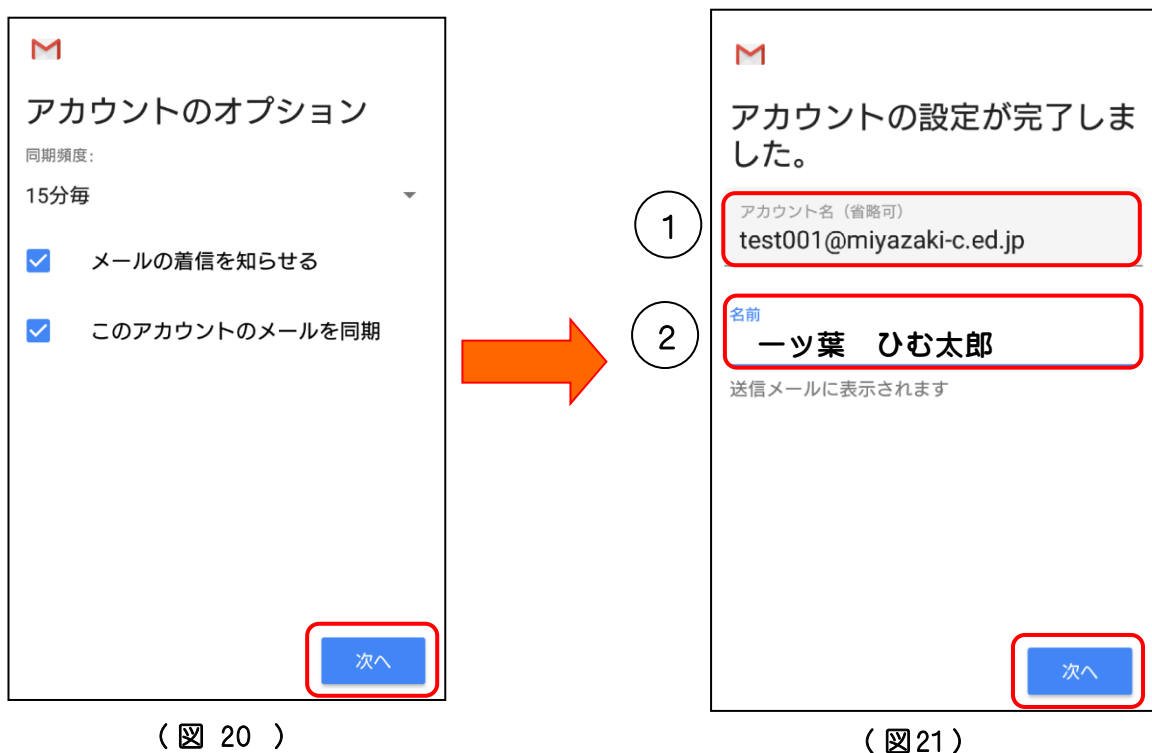 アカウントのオプション
同期頻度:
15分毎
メールの着信を知らせる
このアカウントのメールを同期
次へ
(図 20 )
アカウントの設定が完了しま
した。
1
アカウント名（省略可）
test001@miyazaki-c.ed.jp
2
名前
一ツ葉　ひむ太郎
送信メールに表示されます
次へ
(図21)